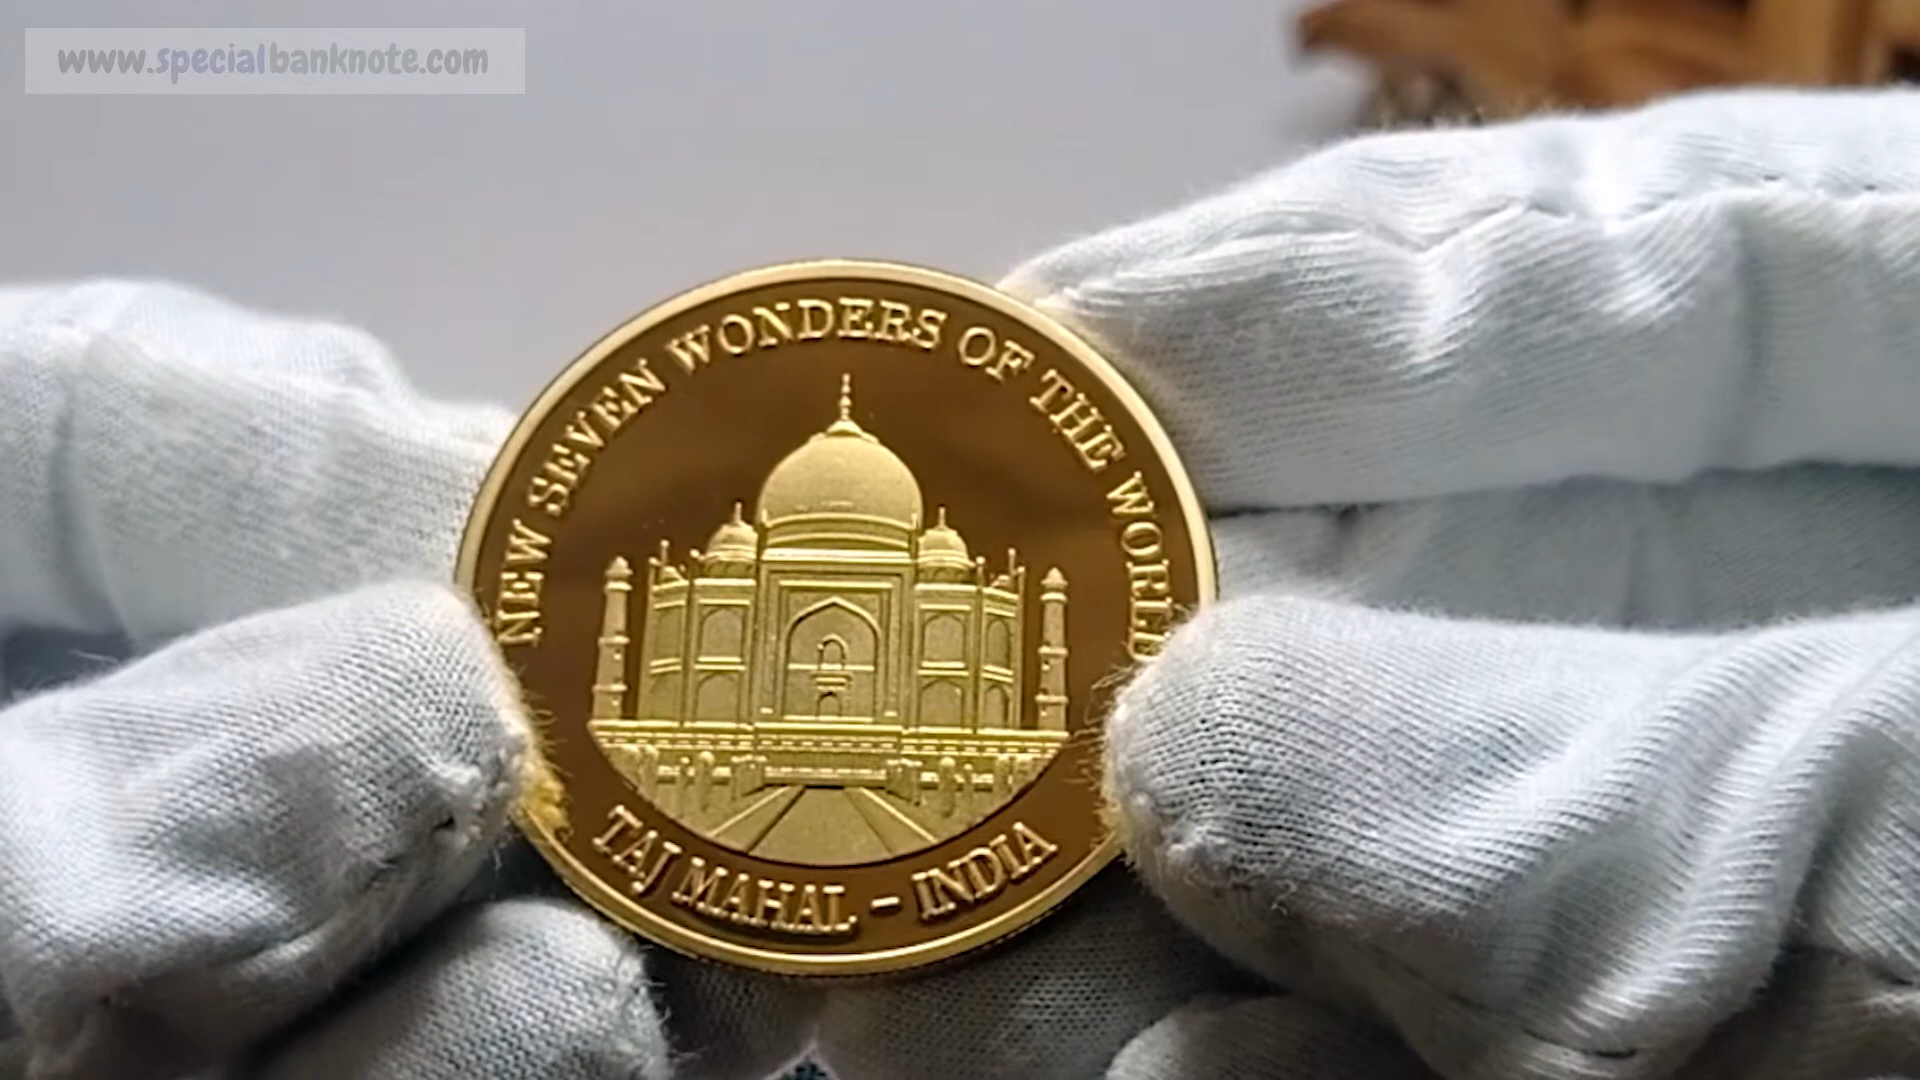 www.specialbanknote.com
NEW SEVEN WONDERS OF THE WORLD
TAJ MAHAL - INDIA